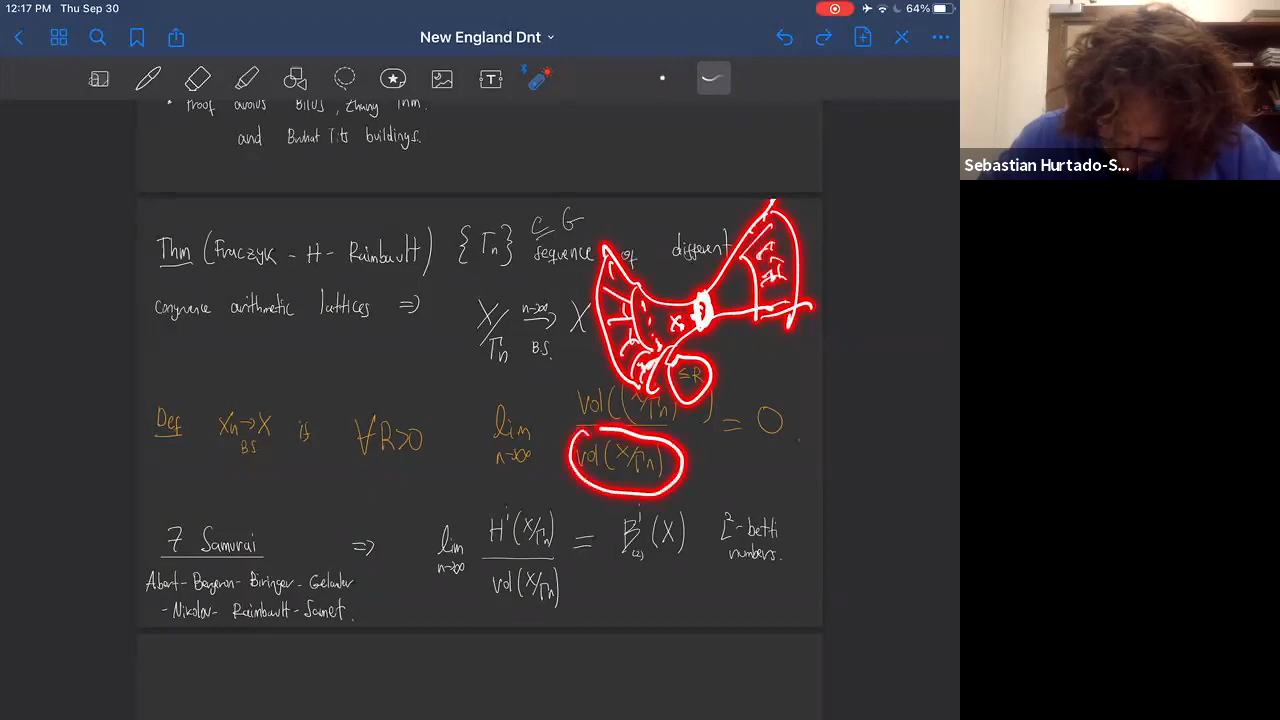 12:17 PM Thu Sep 30
64%
New England Dnt
Sebastian Hurtado-S...
and Bruhat Tits buildings.
Thm (Fraczyk - H - Raimbault) {Γn} ⊆ G sequence of different
congruence arithmetic lattices ⇒ X/Γn n→∞ → B.S. X
Def Xn → X B.S if ∀R>0 lim n→∞ vol((X/Γn) ≤R) / vol(X/Γn) = 0.
7 Samurai ⇒ lim n→∞ H^i(X/Γn) / vol(X/Γn) = B^i_(2)(X) L²-betti numbers.
Abert- Bergeron- Biringer- Gelander
-Nikolov- Raimbault- Samet.